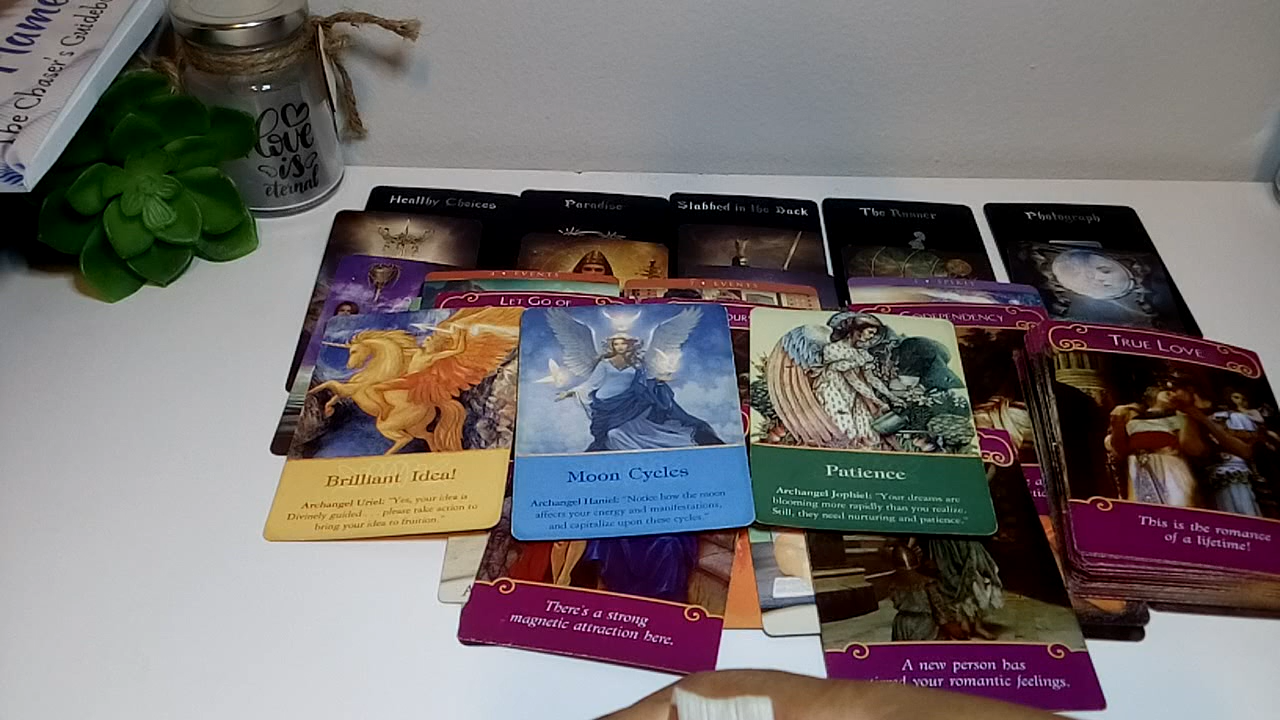 Flame
The Chaser's Guidebook
love
is
eternal
Healthy Choices
Paradise
Stabbed in the Back
The Runner
Photograph
EVENTS
7 • EVENTS
SPIRIT
LET GO OF
CODEPENDENCY
TRUE LOVE
Brilliant Idea!
Archangel Uriel: "Yes, your idea is
Divinely guided . . . please take action to
bring your idea to fruition."
Moon Cycles
Archangel Haniel: "Notice how the moon
affects your energy and manifestations,
and capitalize upon these cycles."
Patience
Archangel Jophiel: "Your dreams are
blooming more rapidly than you realize.
Still, they need nurturing and patience."
This is the romance
of a lifetime!
There's a strong
magnetic attraction here.
A new person has
your romantic feelings.